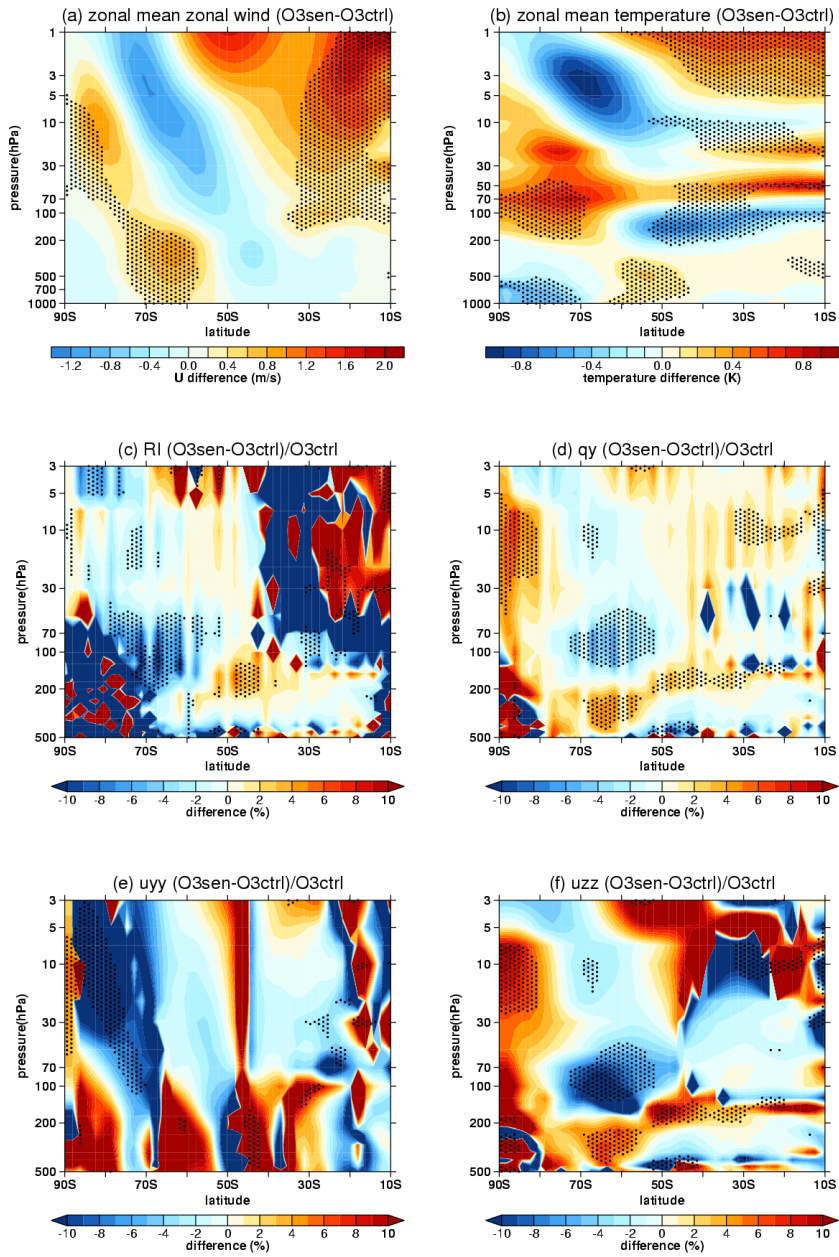 (a) zonal mean zonal wind (O3sen-O3ctrl)
1
3
5
10
30
70
100
200
500
700
1000
pressure(hPa)
90S 70S 50S 30S 10S
latitude
-1.2 -0.8 -0.4 0.0 0.4 0.8 1.2 1.6 2.0
U difference (m/s)
(b) zonal mean temperature (O3sen-O3ctrl)
1
3
5
10
30
50
70
100
200
500
700
1000
pressure(hPa)
90S 70S 50S 30S 10S
latitude
-0.8 -0.4 0.0 0.4 0.8
temperature difference (K)
(c) RI (O3sen-O3ctrl)/O3ctrl
3
5
10
30
70
100
200
500
pressure(hPa)
90S 70S 50S 30S 10S
latitude
-10 -8 -6 -4 -2 0 2 4 6 8 10
difference (%)
(d) qy (O3sen-O3ctrl)/O3ctrl
3
5
10
30
70
100
200
500
pressure(hPa)
90S 70S 50S 30S 10S
latitude
-10 -8 -6 -4 -2 0 2 4 6 8 10
difference (%)
(e) uyy (O3sen-O3ctrl)/O3ctrl
3
5
10
30
70
100
200
500
pressure(hPa)
90S 70S 50S 30S 10S
latitude
-10 -8 -6 -4 -2 0 2 4 6 8 10
difference (%)
(f) uzz (O3sen-O3ctrl)/O3ctrl
3
5
10
30
70
100
200
500
pressure(hPa)
90S 70S 50S 30S 10S
latitude
-10 -8 -6 -4 -2 0 2 4 6 8 10
difference (%)